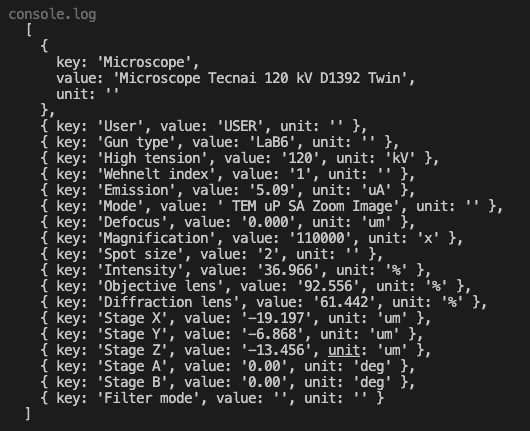 console.log
[
{
key: 'Microscope',
value: 'Microscope Tecnai 120 kV D1392 Twin',
unit: ''
},
{ key: 'User', value: 'USER', unit: '' },
{ key: 'Gun type', value: 'LaB6', unit: '' },
{ key: 'High tension', value: '120', unit: 'kV' },
{ key: 'Wehnelt index', value: '1', unit: '' },
{ key: 'Emission', value: '5.09', unit: 'uA' },
{ key: 'Mode', value: ' TEM uP SA Zoom Image', unit: '' },
{ key: 'Defocus', value: '0.000', unit: 'um' },
{ key: 'Magnification', value: '110000', unit: 'x' },
{ key: 'Spot size', value: '2', unit: '' },
{ key: 'Intensity', value: '36.966', unit: '%' },
{ key: 'Objective lens', value: '92.556', unit: '%' },
{ key: 'Diffraction lens', value: '61.442', unit: '%' },
{ key: 'Stage X', value: '-19.197', unit: 'um' },
{ key: 'Stage Y', value: '-6.868', unit: 'um' },
{ key: 'Stage Z', value: '-13.456', unit: 'um' },
{ key: 'Stage A', value: '0.00', unit: 'deg' },
{ key: 'Stage B', value: '0.00', unit: 'deg' },
{ key: 'Filter mode', value: '', unit: '' }
]